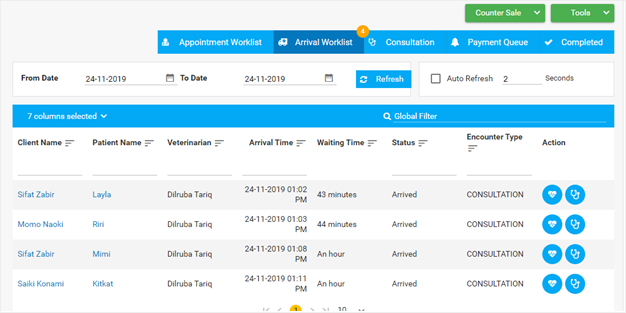 Counter Sale Tools
4
Appointment Worklist Arrival Worklist Consultation Payment Queue Completed
From Date 24-11-2019 To Date 24-11-2019 Refresh Auto Refresh 2 Seconds
7 columns selected Global Filter
Client Name Patient Name Veterinarian Arrival Time Waiting Time Status Encounter Type Action
Sifat Zabir Layla Dilruba Tariq 24-11-2019 01:02 PM 43 minutes Arrived CONSULTATION
Momo Naoki Riri Dilruba Tariq 24-11-2019 01:03 PM 44 minutes Arrived CONSULTATION
Sifat Zabir Mimi Dilruba Tariq 24-11-2019 01:08 PM An hour Arrived CONSULTATION
Saiki Konami Kitkat Dilruba Tariq 24-11-2019 01:11 PM An hour Arrived CONSULTATION
1 10